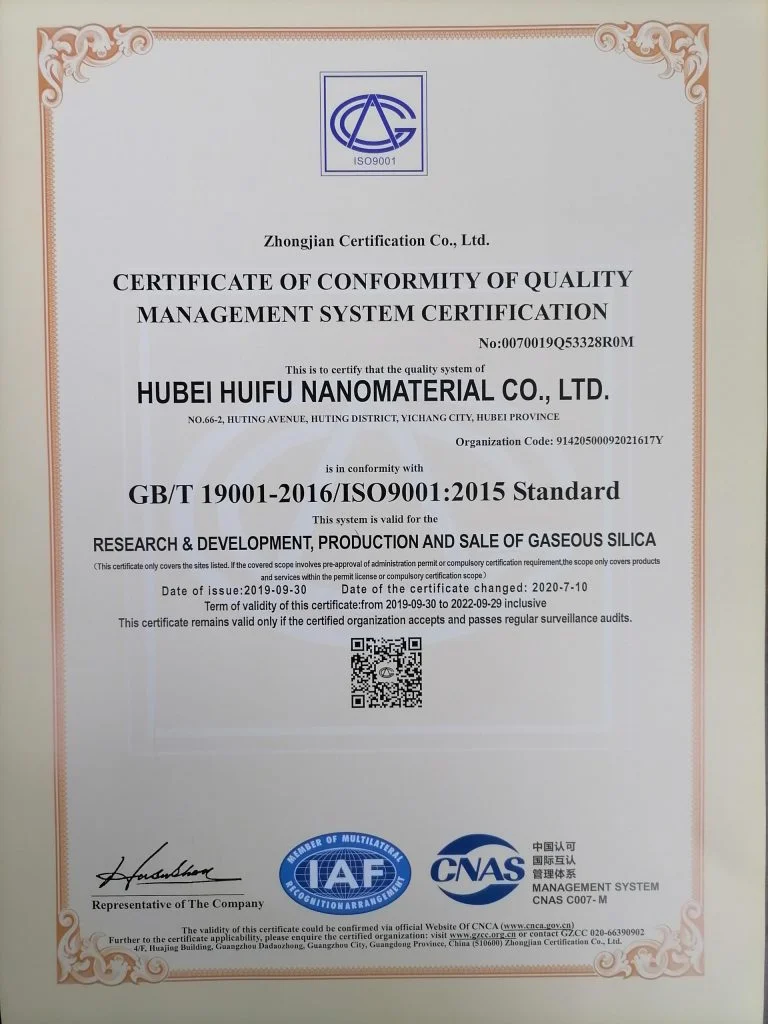 ISO9001
Zhongjian Certification Co., Ltd.
CERTIFICATE OF CONFORMITY OF QUALITY
MANAGEMENT SYSTEM CERTIFICATION
No:0070019Q53328R0M
This is to certify that the quality system of
HUBEI HUIFU NANOMATERIAL CO., LTD.
NO.66-2, HUTING AVENUE, HUTING DISTRICT, YICHANG CITY, HUBEI PROVINCE
Organization Code: 91420500092021617Y
is in conformity with
GB/T 19001-2016/ISO9001:2015 Standard
This system is valid for the
RESEARCH & DEVELOPMENT, PRODUCTION AND SALE OF GASEOUS SILICA
(This certificate only covers the sites listed. If the covered scope involves pre-approval of administration permit or compulsory certification requirement,the scope only covers products
and services within the permit license or compulsory certification scope)
Date of issue:2019-09-30 Date of the certificate changed: 2020-7-10
Term of validity of this certificate:from 2019-09-30 to 2022-09-29 inclusive
This certificate remains valid only if the certified organization accepts and passes regular surveillance audits.
Representative of The Company
MEMBER OF MULTILATERAL
IAF
RECOGNITION ARRANGEMENT
CNAS
中国认可
国际互认
管理体系
MANAGEMENT SYSTEM
CNAS C007-M
The validity of this certificate could be confirmed via official Website Of CNCA (www.cnca.gov.cn)
Further to the certificate applicability, please enquire the certified organization: visit www.gzcc.org.cn or contact GZCC 020-66390902
4/F, Huajing Building, Guangzhou Dadaozhong, Guangzhou City, Guangdong Province, China (510600) Zhongjian Certification Co., Ltd.